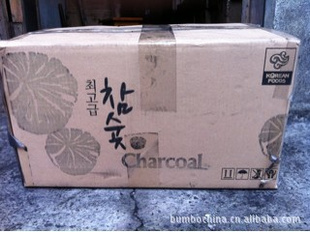 최고급
참숯
Charcoal
KOREAN
FOODS
bumbochina.cn.alibaba.com